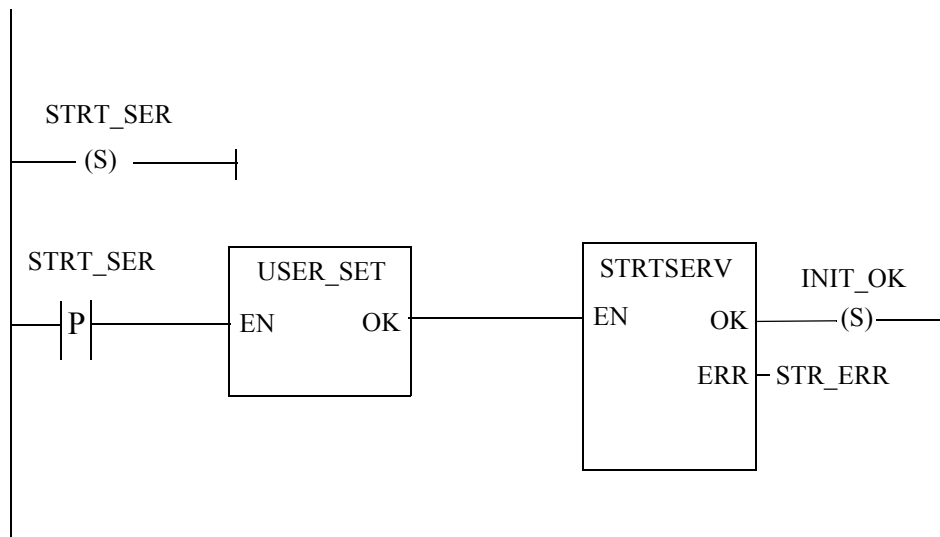 STRT_SER
(S)
STRT_SER
P
USER_SET
EN OK
STRTSERV
EN OK
ERR
INIT_OK
(S)
STR_ERR